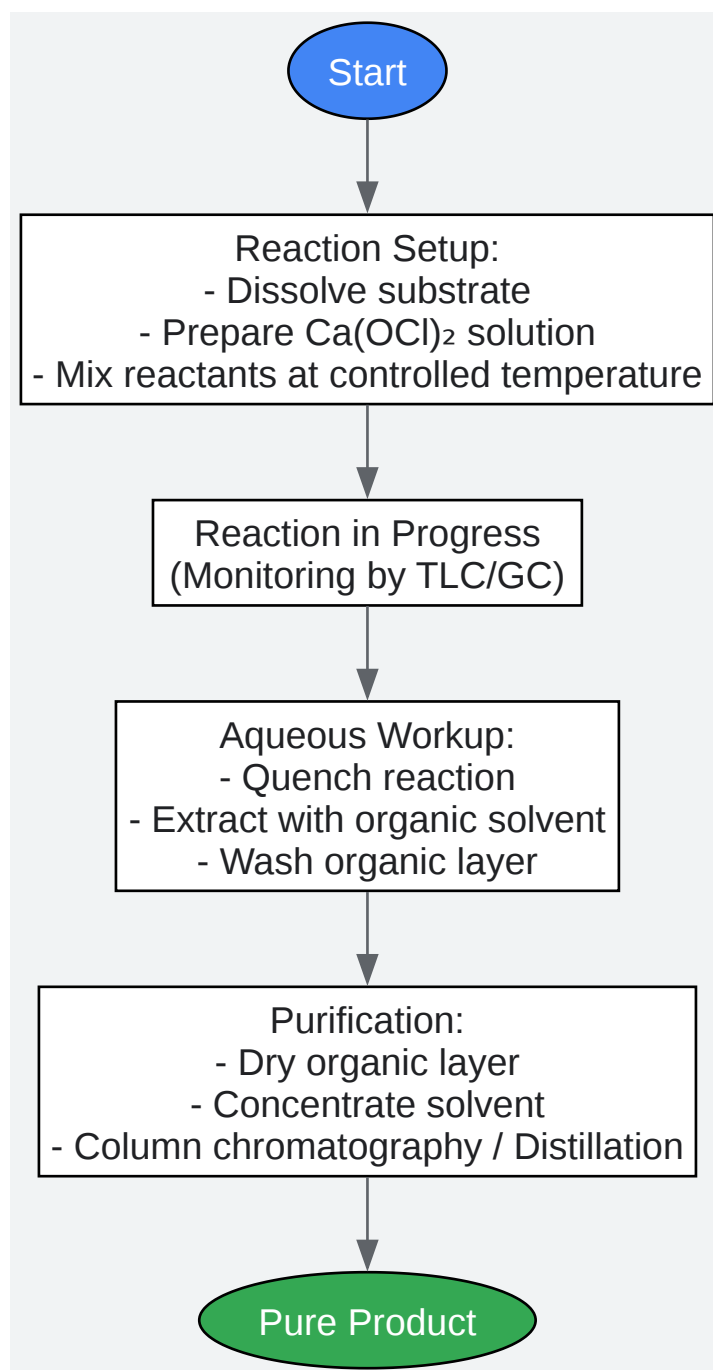 Start
Reaction Setup:
- Dissolve substrate
- Prepare Ca(OCl)₂ solution
- Mix reactants at controlled temperature
Reaction in Progress
(Monitoring by TLC/GC)
Aqueous Workup:
- Quench reaction
- Extract with organic solvent
- Wash organic layer
Purification:
- Dry organic layer
- Concentrate solvent
- Column chromatography / Distillation
Pure Product